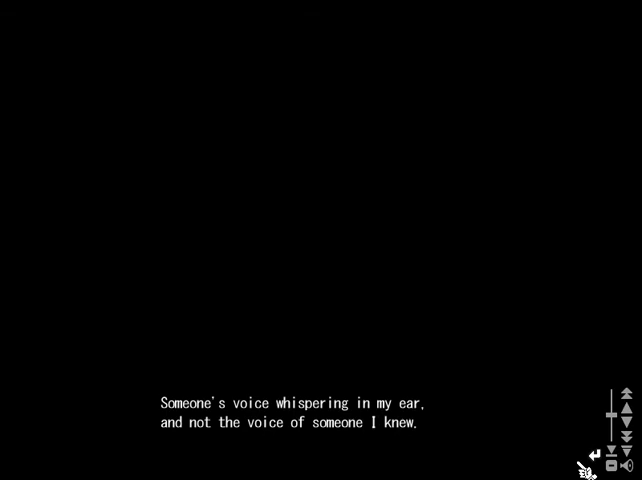 Someone's voice whispering in my ear,
and not the voice of someone I knew.